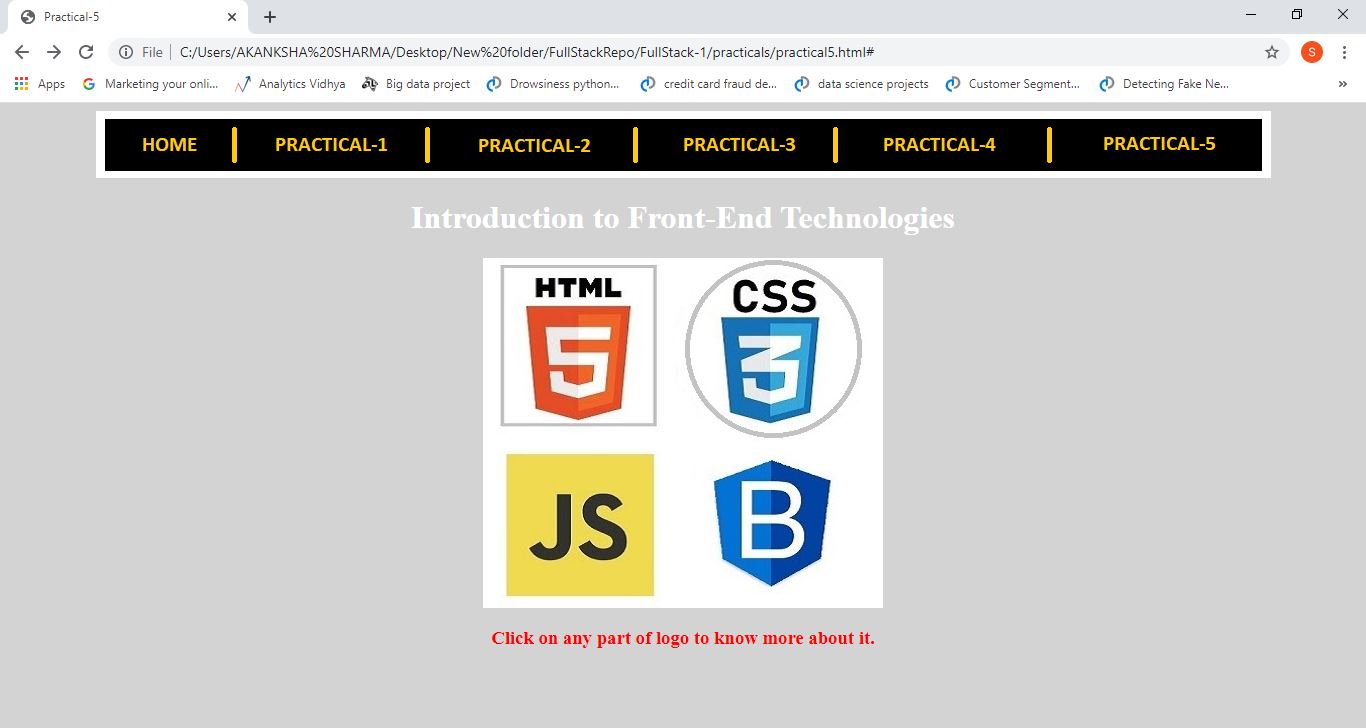 Practical-5
File C:/Users/AKANKSHA%20SHARMA/Desktop/New%20folder/FullStackRepo/FullStack-1/practicals/practical5.html# S
Apps Marketing your onli... Analytics Vidhya Big data project Drowsiness python... credit card fraud de... data science projects Customer Segment... Detecting Fake Ne... »
HOME PRACTICAL-1 PRACTICAL-2 PRACTICAL-3 PRACTICAL-4 PRACTICAL-5
Introduction to Front-End Technologies
HTML CSS
5 3
JS B
Click on any part of logo to know more about it.